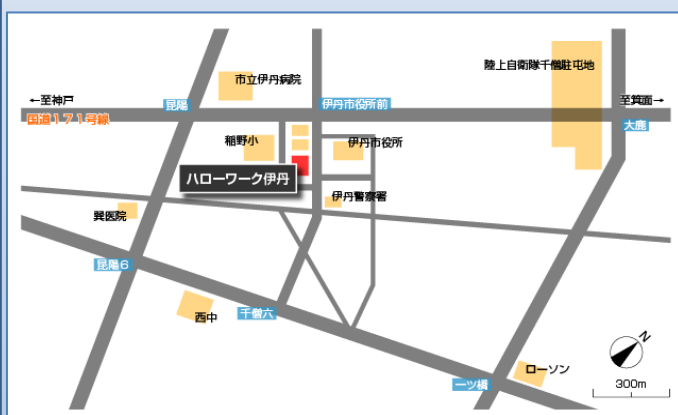 市立伊丹病院
陸上自衛隊千僧駐屯地
←至神戸
昆陽
伊丹市役所前
至箕面→
国道171号線
大鹿
稲野小
伊丹市役所
ハローワーク伊丹
伊丹警察署
巽医院
昆陽6
西中
千僧六
N
ローソン
一ツ橋
300m